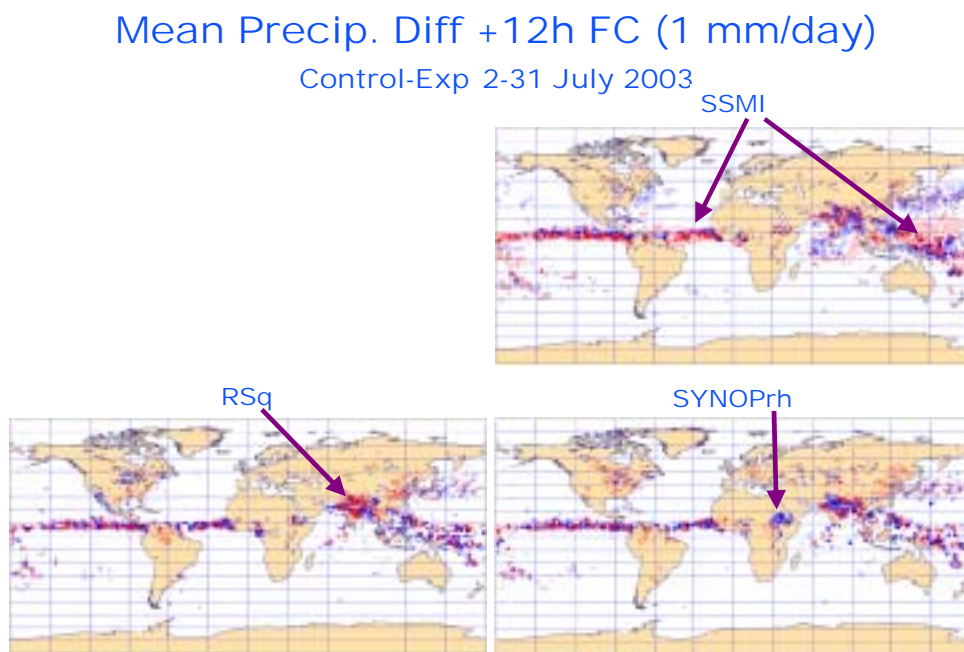 Mean Precip. Diff +12h FC (1 mm/day)
Control-Exp 2-31 July 2003
SSMI
RSq
SYNOPrh